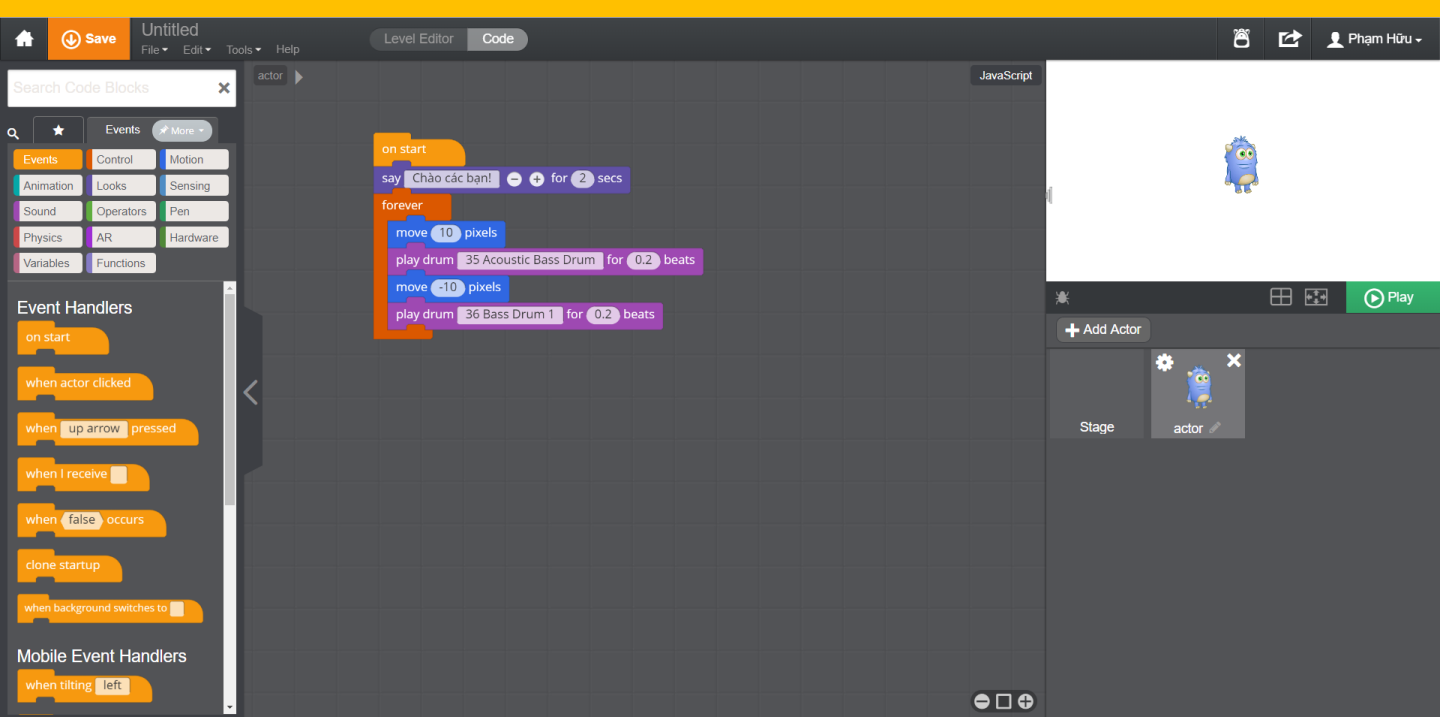 Save
Untitled
File Edit Tools Help
Level Editor Code
Phạm Hữu
Search Code Blocks
Events More
Events Control Motion
Animation Looks Sensing
Sound Operators Pen
Physics AR Hardware
Variables Functions
Event Handlers
on start
when actor clicked
when up arrow pressed
when I receive
when false occurs
clone startup
when background switches to
Mobile Event Handlers
when tilting left
actor
JavaScript
on start
say Chào các bạn! for 2 secs
forever
move 10 pixels
play drum 35 Acoustic Bass Drum for 0.2 beats
move -10 pixels
play drum 36 Bass Drum 1 for 0.2 beats
Play
Add Actor
Stage
actor